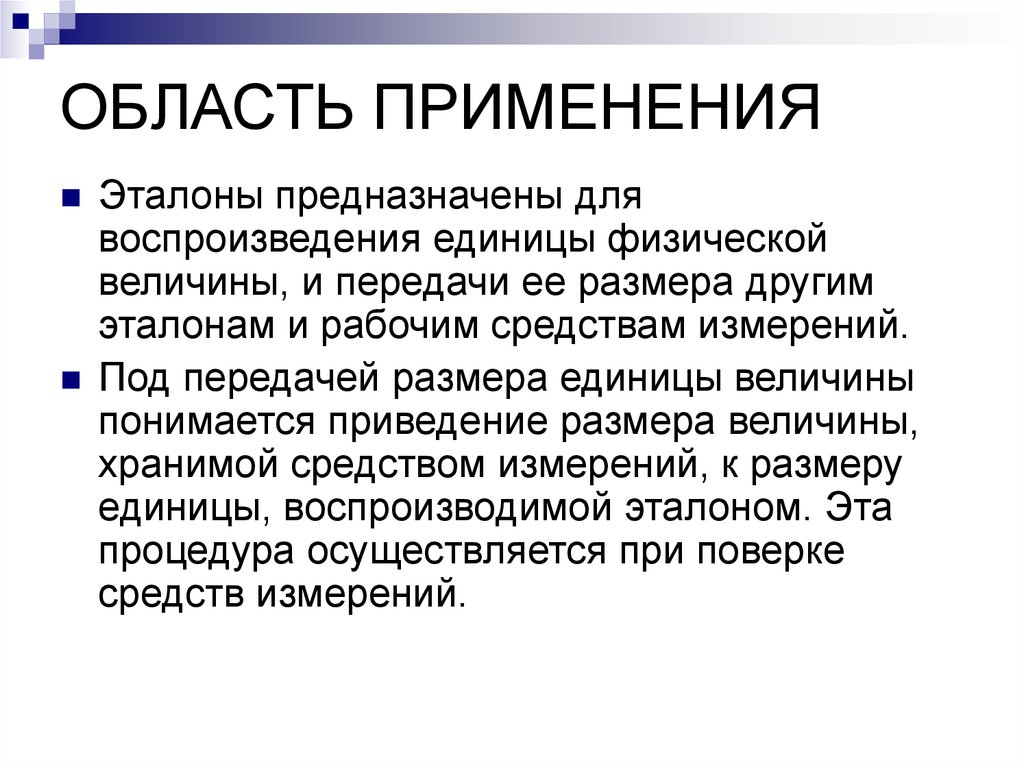 ОБЛАСТЬ ПРИМЕНЕНИЯ
Эталоны предназначены для
воспроизведения единицы физической
величины, и передачи ее размера другим
эталонам и рабочим средствам измерений.
Под передачей размера единицы величины
понимается приведение размера величины,
хранимой средством измерений, к размеру
единицы, воспроизводимой эталоном. Эта
процедура осуществляется при поверке
средств измерений.